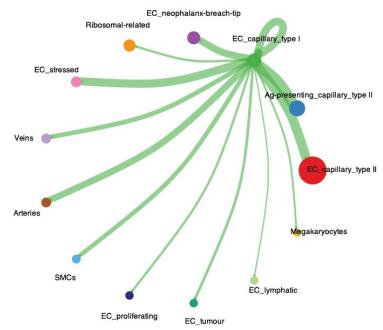 EC_neophalanx-breach-tip
Ribosomal-related
EC_capillary_type I
EC_stressed
Ag-presenting_capillary_type II
Veins
EC_capillary_type II
Arteries
Megakaryocytes
SMCs
EC_lymphatic
EC_proliferating
EC_tumour